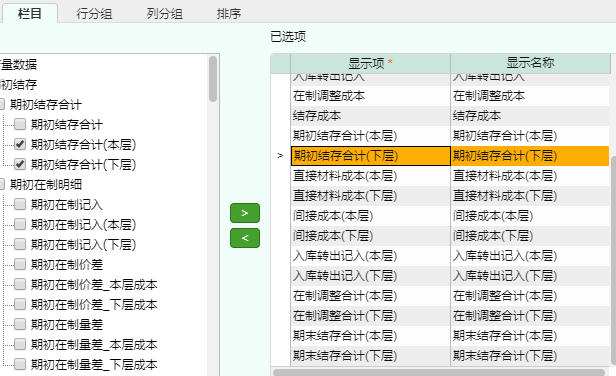 栏目 行分组 列分组 排序
已选项
量数据
初结存
期初结存合计
期初结存合计
期初结存合计(本层)
期初结存合计(下层)
期初在制明细
期初在制记入
期初在制记入(本层)
期初在制记入(下层)
期初在制价差
期初在制价差_本层成本
期初在制价差_下层成本
期初在制量差
期初在制量差_本层成本
期初在制量差_下层成本
>
<
显示项 * 显示名称
入库转出记入 入库转出记入
在制调整成本 在制调整成本
结存成本 结存成本
期初结存合计(本层) 期初结存合计(本层)
> 期初结存合计(下层) 期初结存合计(下层)
直接材料成本(本层) 直接材料成本(本层)
直接材料成本(下层) 直接材料成本(下层)
间接成本(本层) 间接成本(本层)
间接成本(下层) 间接成本(下层)
入库转出记入(本层) 入库转出记入(本层)
入库转出记入(下层) 入库转出记入(下层)
在制调整合计(本层) 在制调整合计(本层)
在制调整合计(下层) 在制调整合计(下层)
期末结存合计(本层) 期末结存合计(本层)
期末结存合计(下层) 期末结存合计(下层)